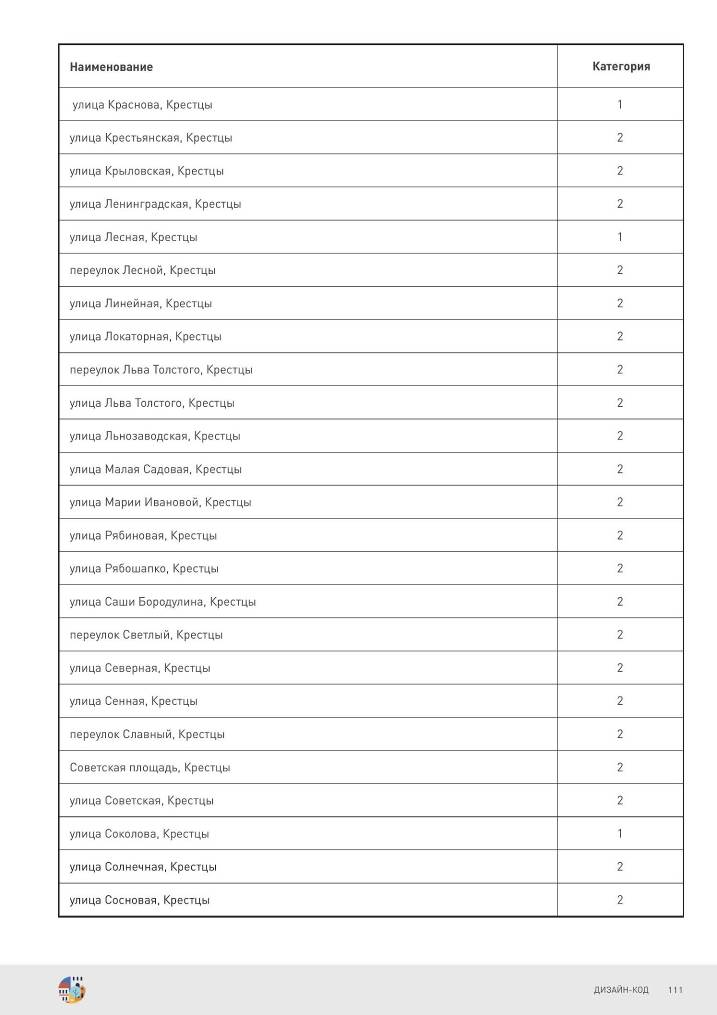 Наименование Категория
улица Краснова, Крестцы 1
улица Крестьянская, Крестцы 2
улица Крыловская, Крестцы 2
улица Ленинградская, Крестцы 2
улица Лесная, Крестцы 1
переулок Лесной, Крестцы 2
улица Линейная, Крестцы 2
улица Локаторная, Крестцы 2
переулок Льва Толстого, Крестцы 2
улица Льва Толстого, Крестцы 2
улица Льнозаводская, Крестцы 2
улица Малая Садовая, Крестцы 2
улица Марии Ивановой, Крестцы 2
улица Рябиновая, Крестцы 2
улица Рябошапко, Крестцы 2
улица Саши Бородулина, Крестцы 2
переулок Светлый, Крестцы 2
улица Северная, Крестцы 2
улица Сенная, Крестцы 2
переулок Славный, Крестцы 2
Советская площадь, Крестцы 2
улица Советская, Крестцы 2
улица Соколова, Крестцы 1
улица Солнечная, Крестцы 2
улица Сосновая, Крестцы 2
ДИЗАЙН-КОД 111